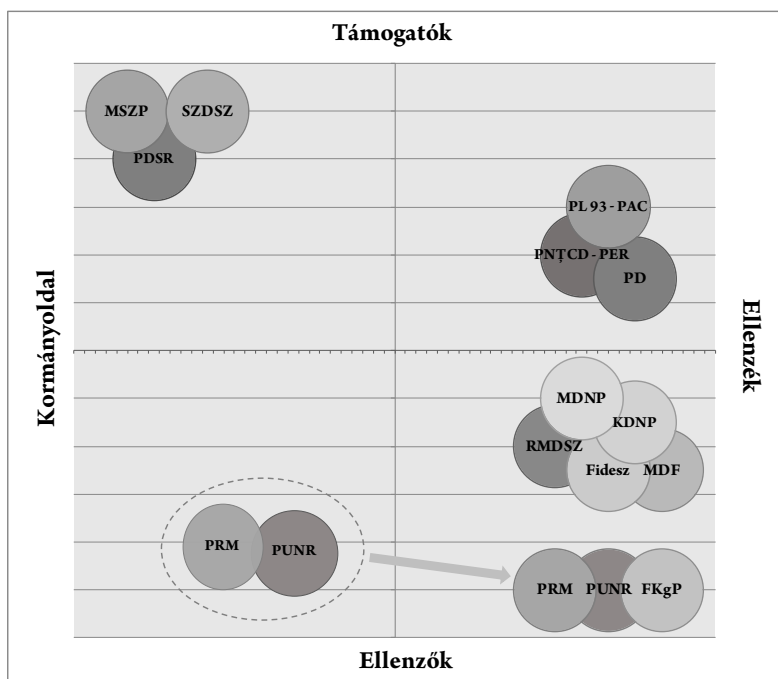 Támogatók
MSZP
SZDSZ
PDSR
PL 93 - PAC
PNȚCD - PER
PD
Kormányoldal
Ellenzék
MDNP
KDNP
RMDSZ
Fidesz
MDF
PRM
PUNR
PRM
PUNR
FKgP
Ellenzők